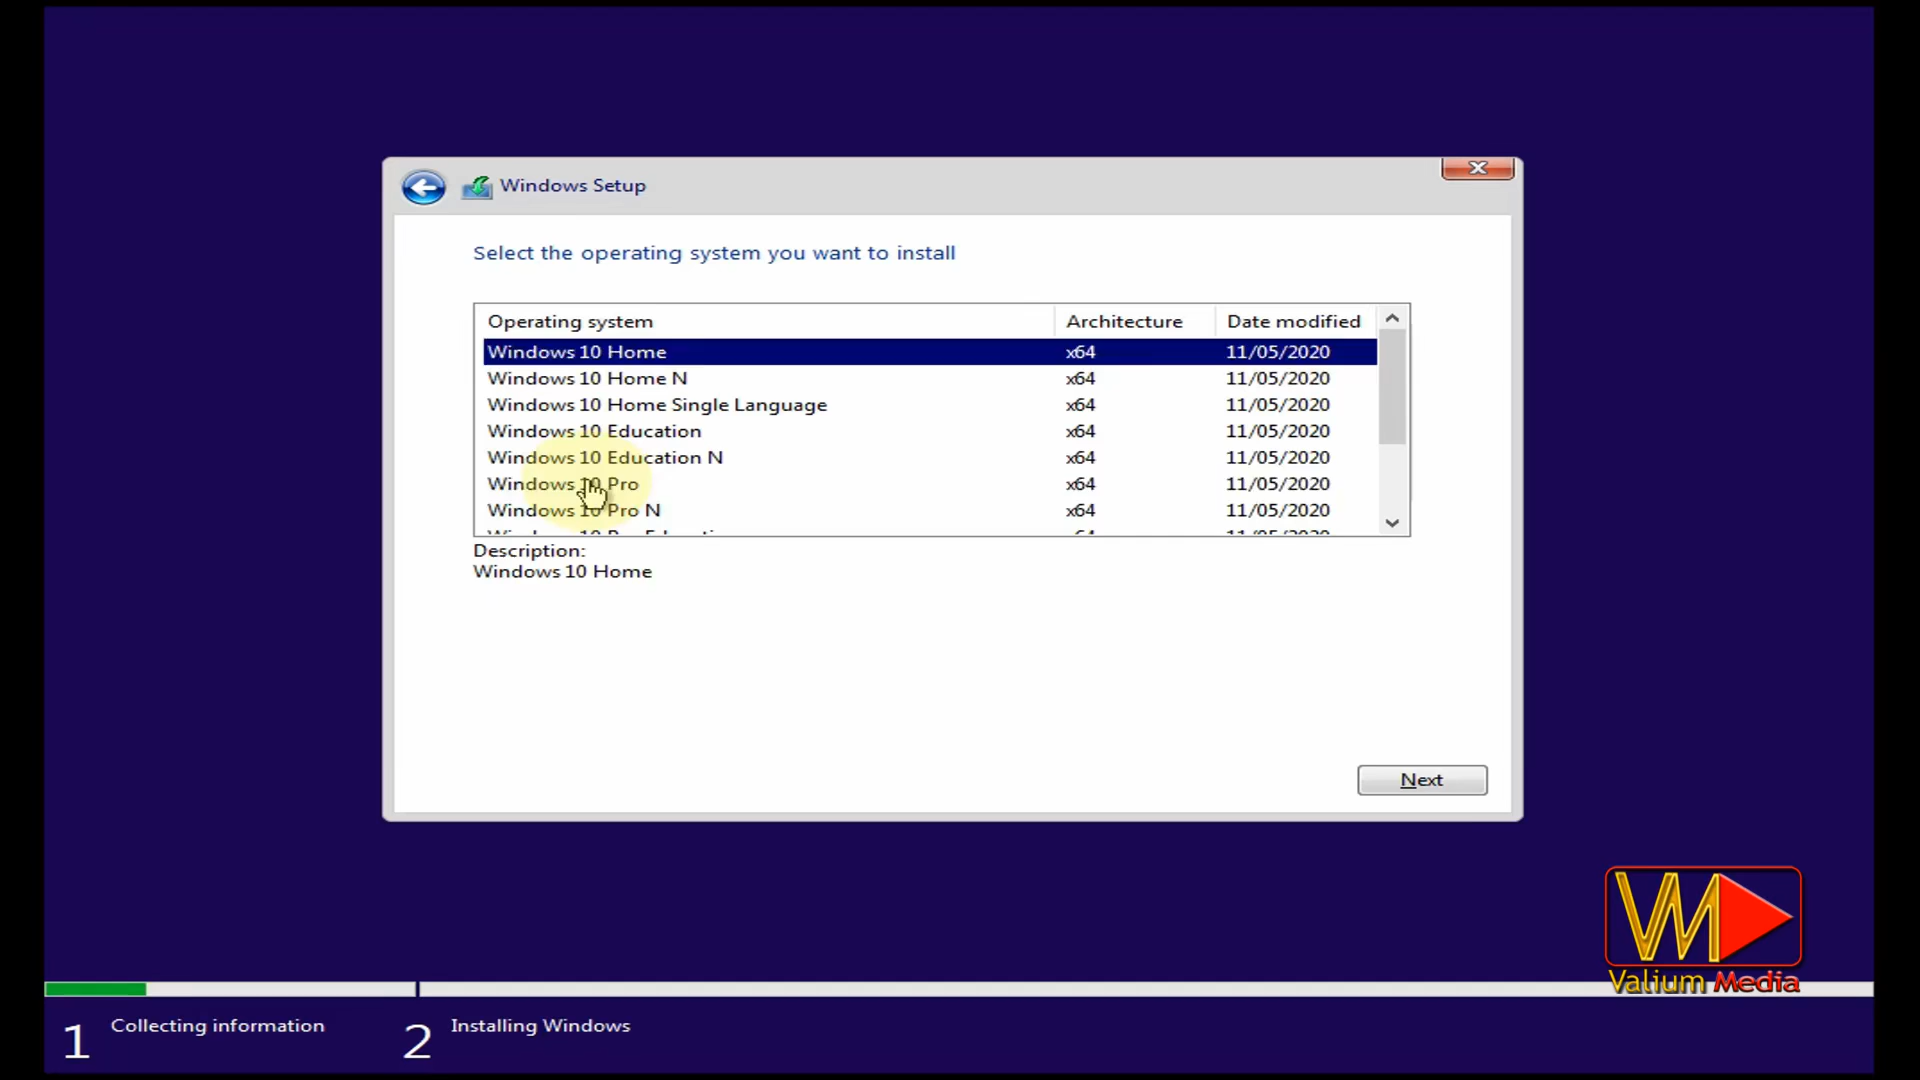 Windows Setup
Select the operating system you want to install
Operating system Architecture Date modified
Windows 10 Home x64 11/05/2020
Windows 10 Home N x64 11/05/2020
Windows 10 Home Single Language x64 11/05/2020
Windows 10 Education x64 11/05/2020
Windows 10 Education N x64 11/05/2020
Windows 10 Pro x64 11/05/2020
Windows 10 Pro N x64 11/05/2020
Description:
Windows 10 Home
Next
VM
Valium Media
1 Collecting information
2 Installing Windows